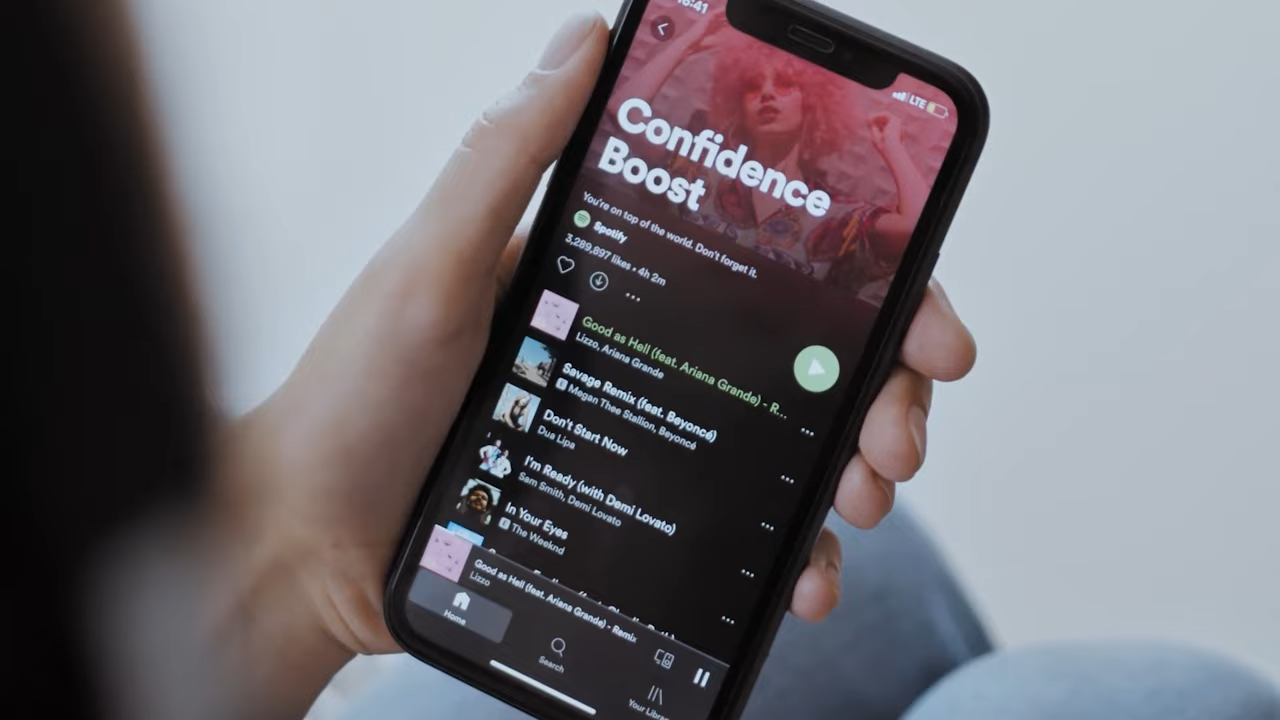 LTE
Confidence
Boost
You're on top of the world. Don't forget it.
Spotify
3,289,897 likes • 4h 2m
Good as Hell (feat. Ariana Grande) - R...
Lizzo, Ariana Grande
Savage Remix (feat. Beyoncé)
E Megan Thee Stallion, Beyoncé
Don't Start Now
Dua Lipa
I'm Ready (with Demi Lovato)
Sam Smith, Demi Lovato
In Your Eyes
E The Weeknd
Good as Hell (feat. Ariana Grande) - Remix
Lizzo
Home
Search
Your Libra